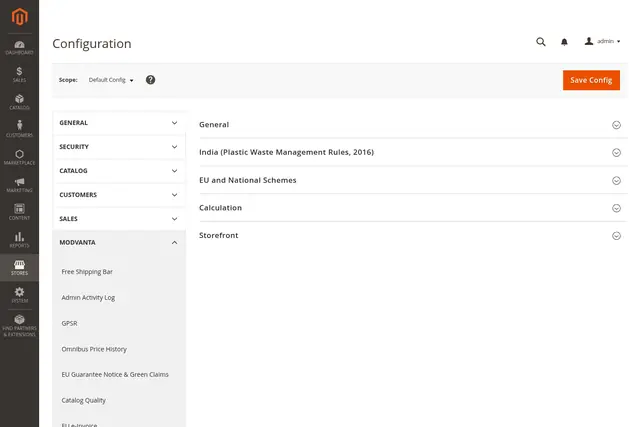 Configuration
admin
Scope:
Default Config
?
Save Config
DASHBOARD
$
SALES
CATALOG
CUSTOMERS
MARKETPLACE
MARKETING
CONTENT
REPORTS
STORES
SYSTEM
FIND PARTNERS
& EXTENSIONS
GENERAL
SECURITY
CATALOG
CUSTOMERS
SALES
MODVANTA
Free Shipping Bar
Admin Activity Log
GPSR
Omnibus Price History
EU Guarantee Notice & Green Claims
Catalog Quality
EU e-Invoice
General
India (Plastic Waste Management Rules, 2016)
EU and National Schemes
Calculation
Storefront